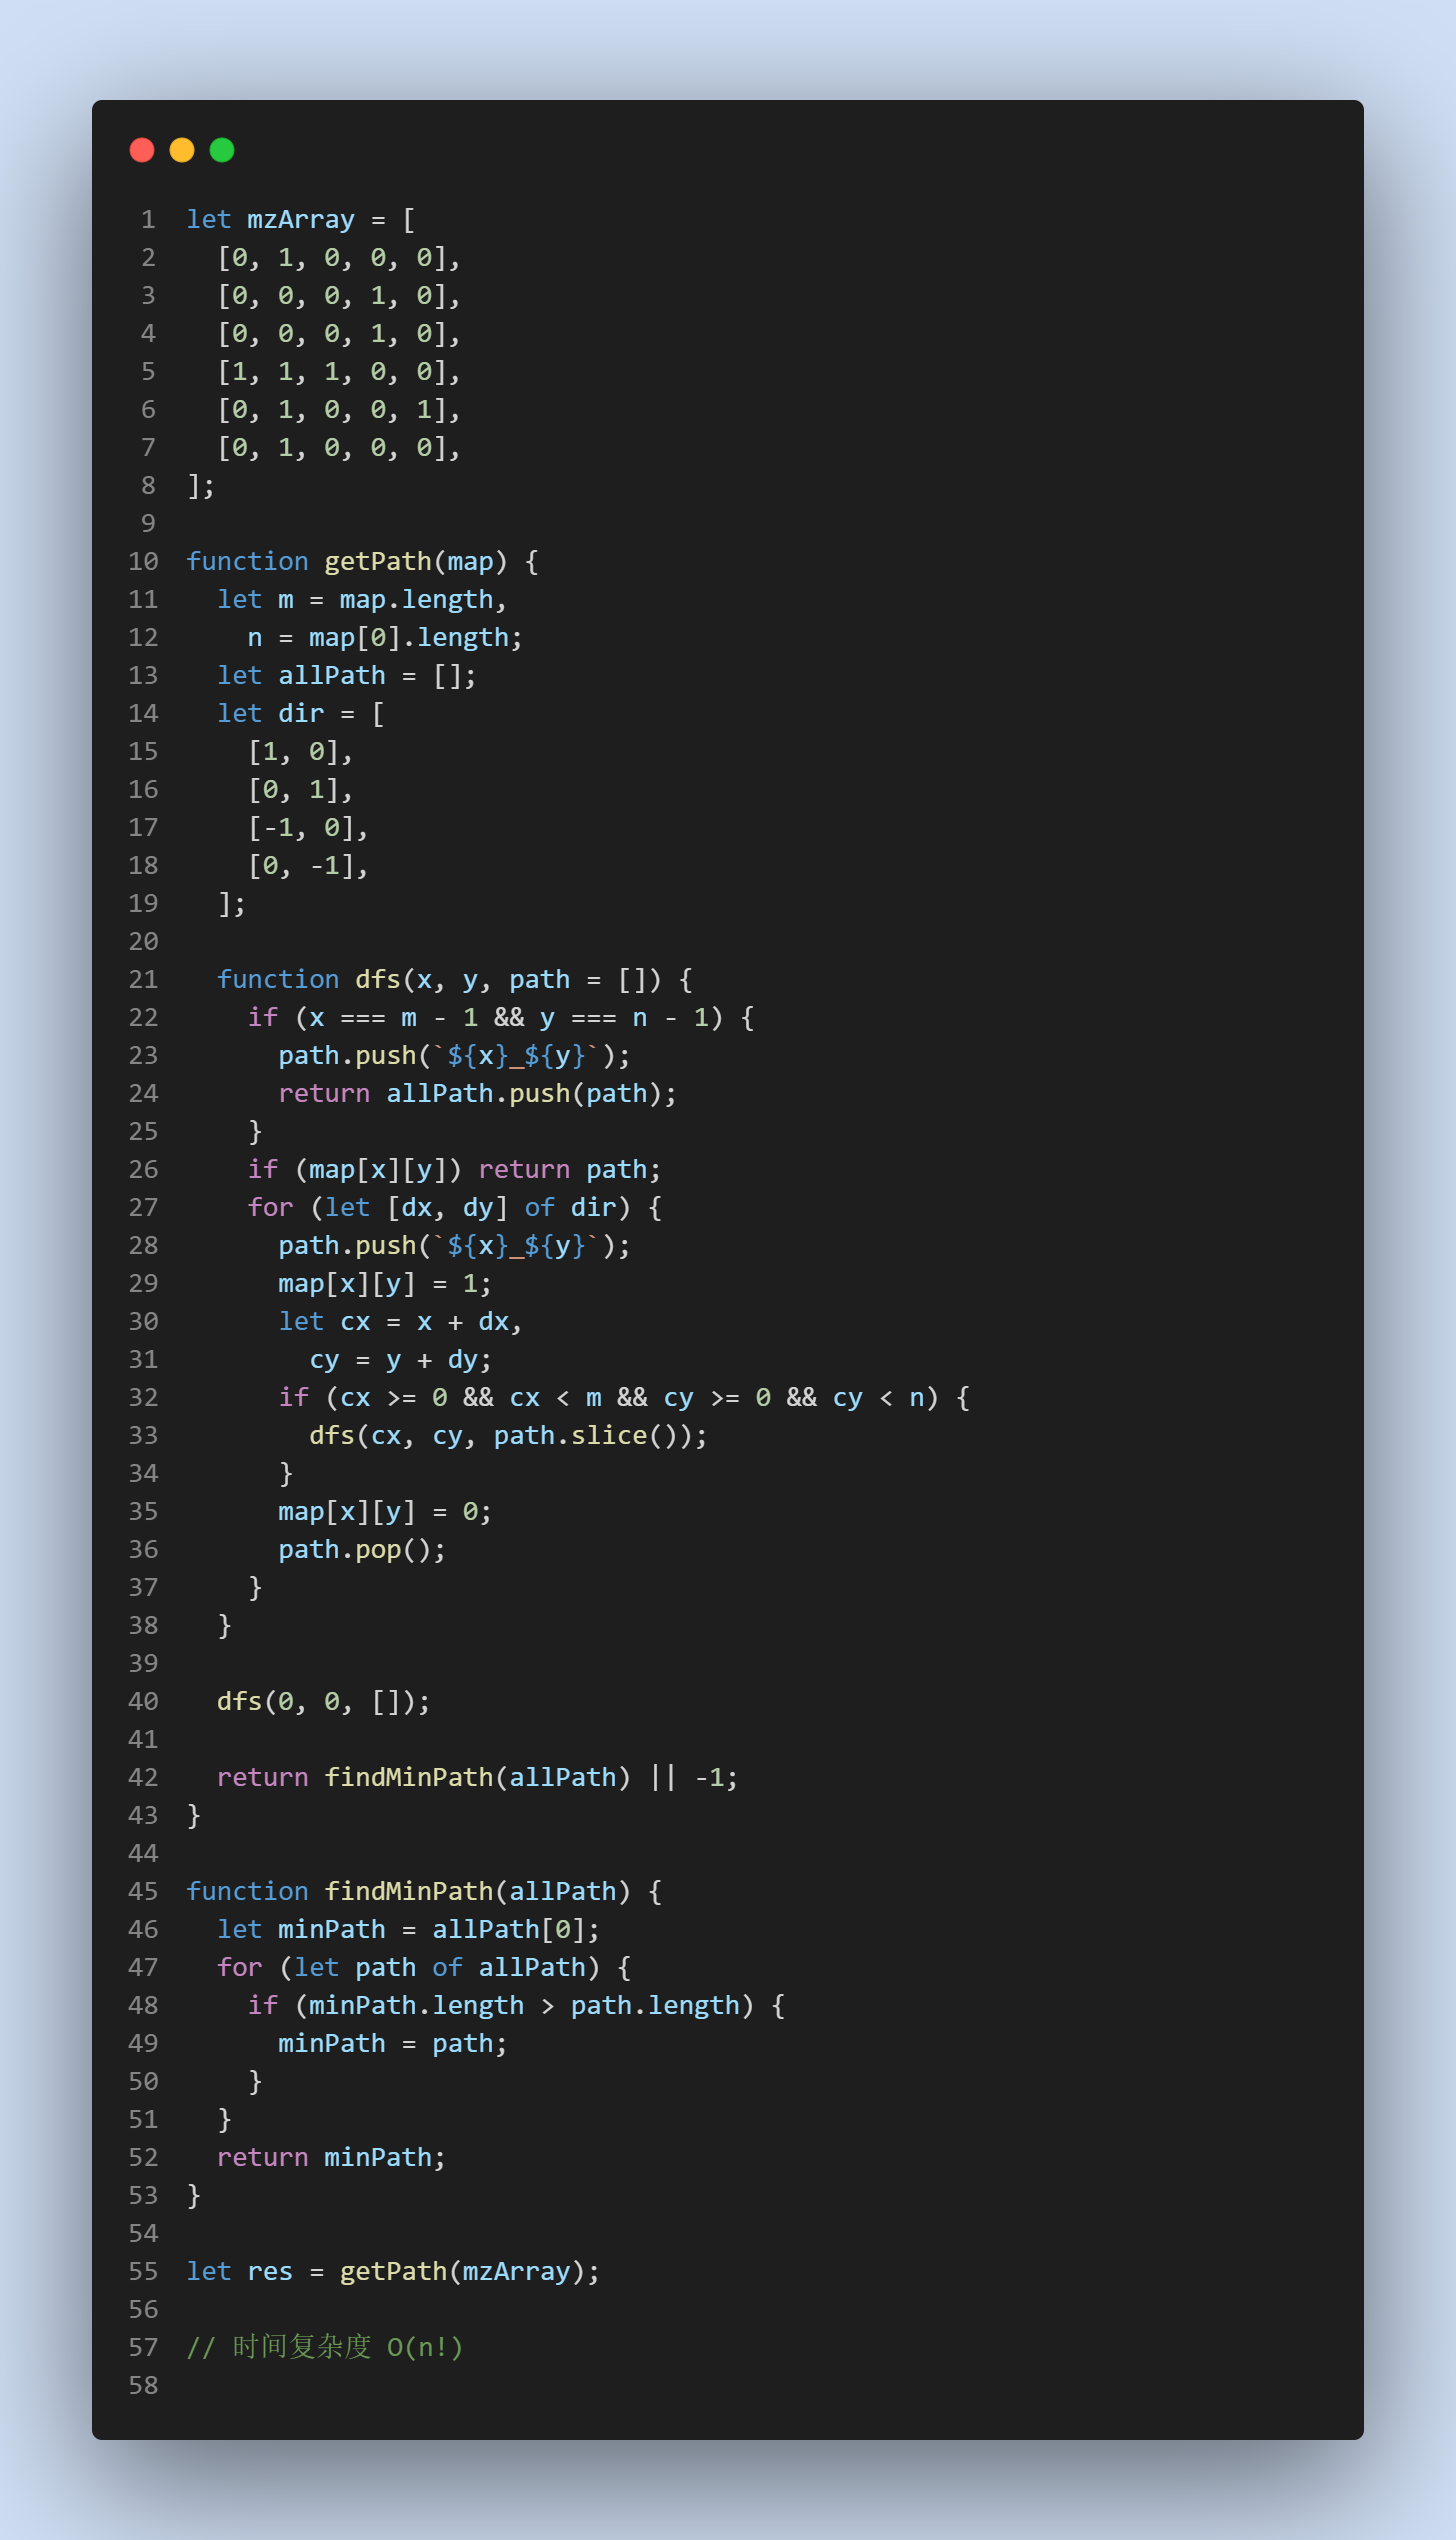 1 let mzArray = [
2   [0, 1, 0, 0, 0],
3   [0, 0, 0, 1, 0],
4   [0, 0, 0, 1, 0],
5   [1, 1, 1, 0, 0],
6   [0, 1, 0, 0, 1],
7   [0, 1, 0, 0, 0],
8 ];
9
10 function getPath(map) {
11   let m = map.length,
12     n = map[0].length;
13   let allPath = [];
14   let dir = [
15     [1, 0],
16     [0, 1],
17     [-1, 0],
18     [0, -1],
19   ];
20
21   function dfs(x, y, path = []) {
22     if (x === m - 1 && y === n - 1) {
23       path.push(`${x}_${y}`);
24       return allPath.push(path);
25     }
26     if (map[x][y]) return path;
27     for (let [dx, dy] of dir) {
28       path.push(`${x}_${y}`);
29       map[x][y] = 1;
30       let cx = x + dx,
31         cy = y + dy;
32       if (cx >= 0 && cx < m && cy >= 0 && cy < n) {
33         dfs(cx, cy, path.slice());
34       }
35       map[x][y] = 0;
36       path.pop();
37     }
38   }
39
40   dfs(0, 0, []);
41
42   return findMinPath(allPath) || -1;
43 }
44
45 function findMinPath(allPath) {
46   let minPath = allPath[0];
47   for (let path of allPath) {
48     if (minPath.length > path.length) {
49       minPath = path;
50     }
51   }
52   return minPath;
53 }
54
55 let res = getPath(mzArray);
56
57 // 时间复杂度 O(n!)
58